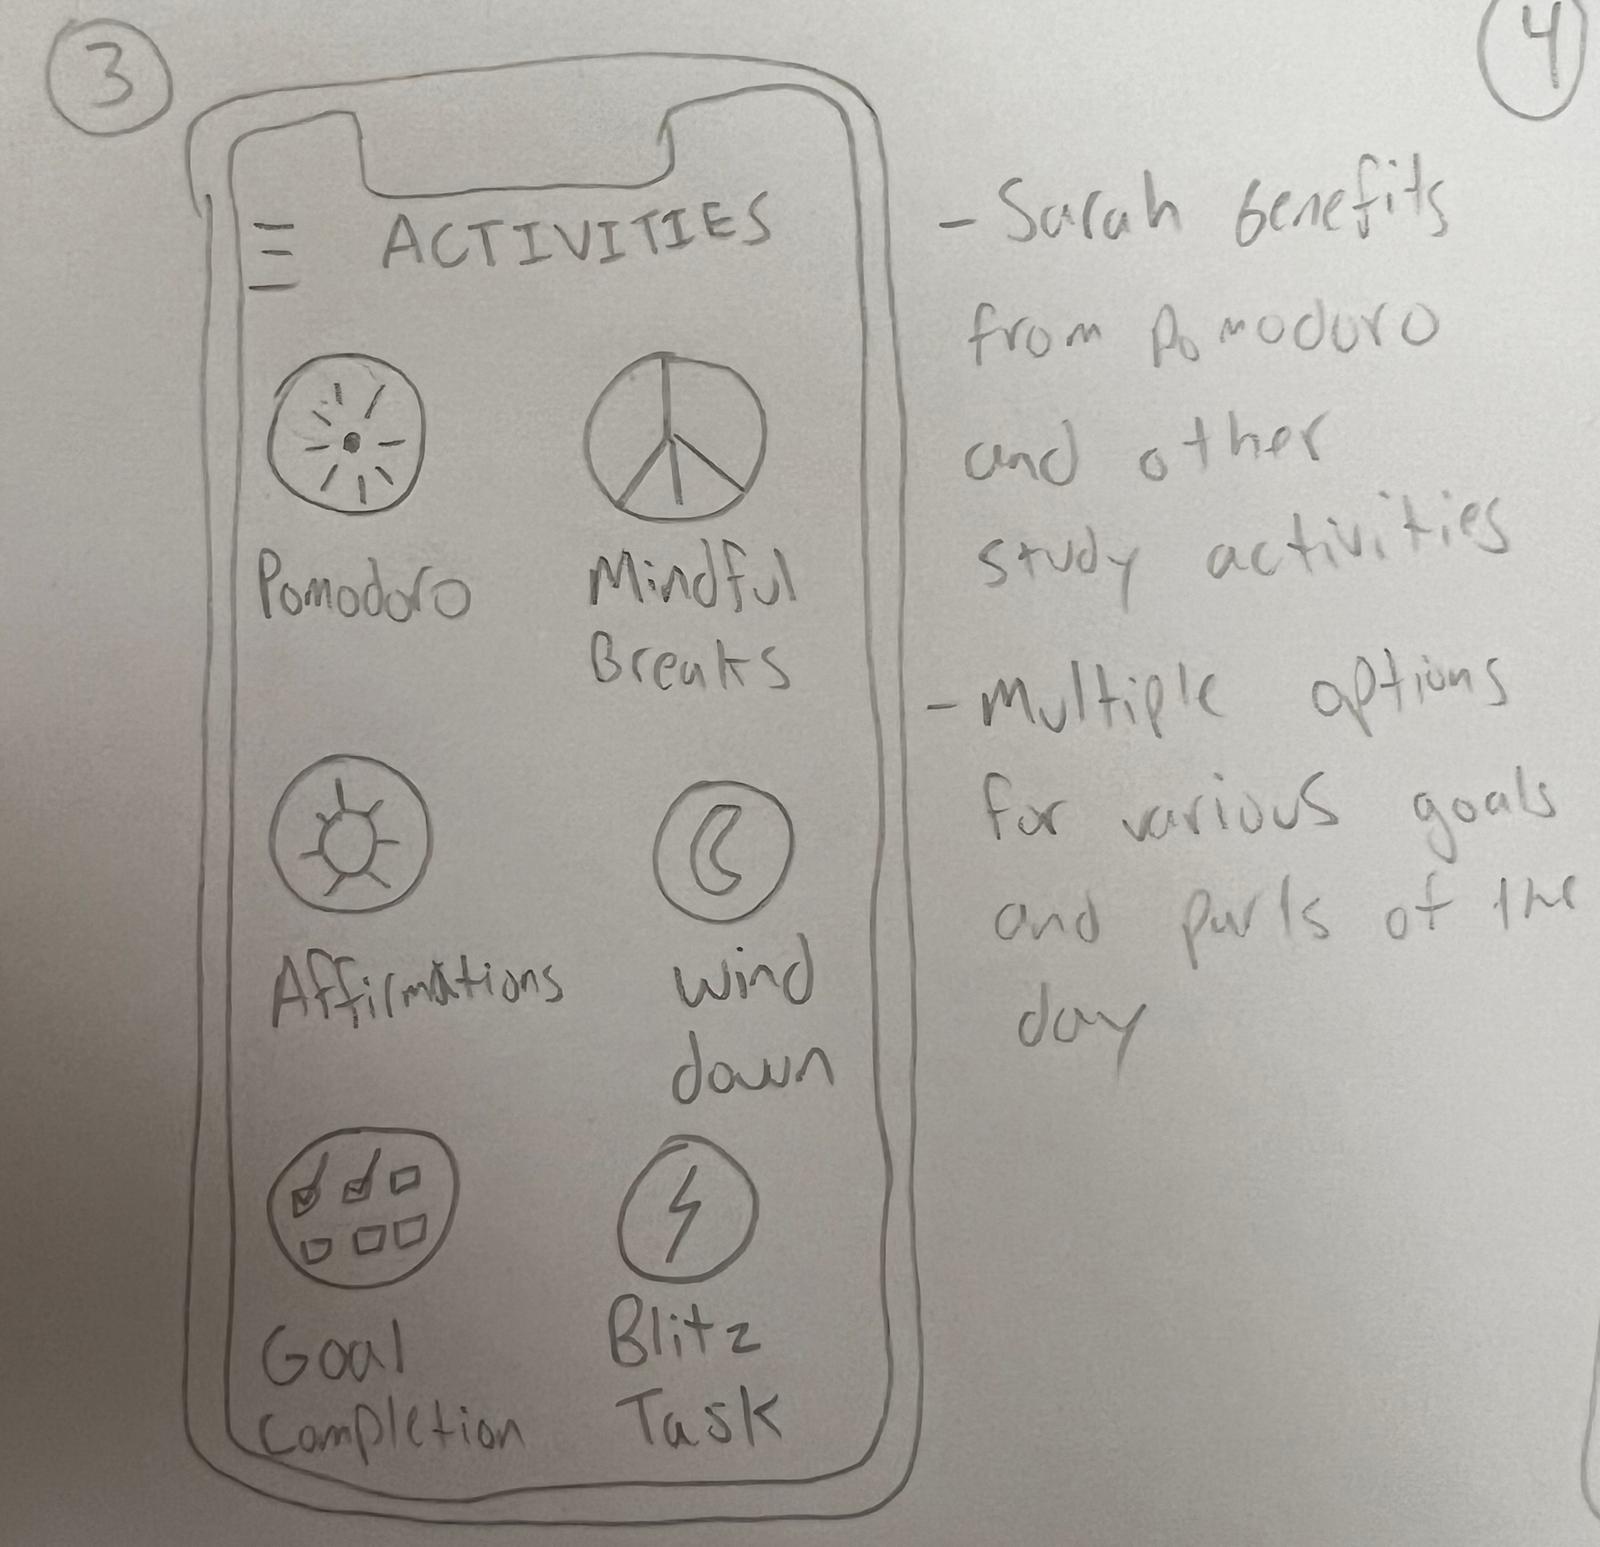 3
4
ACTIVITIES
Pomodoro
Mindful
Breaks
Affirmations
Wind
down
Goal
Completion
Blitz
Task
- Sarah benefits
from Pomodoro
and other
study activities
- Multiple options
for various goals
and parts of the
day